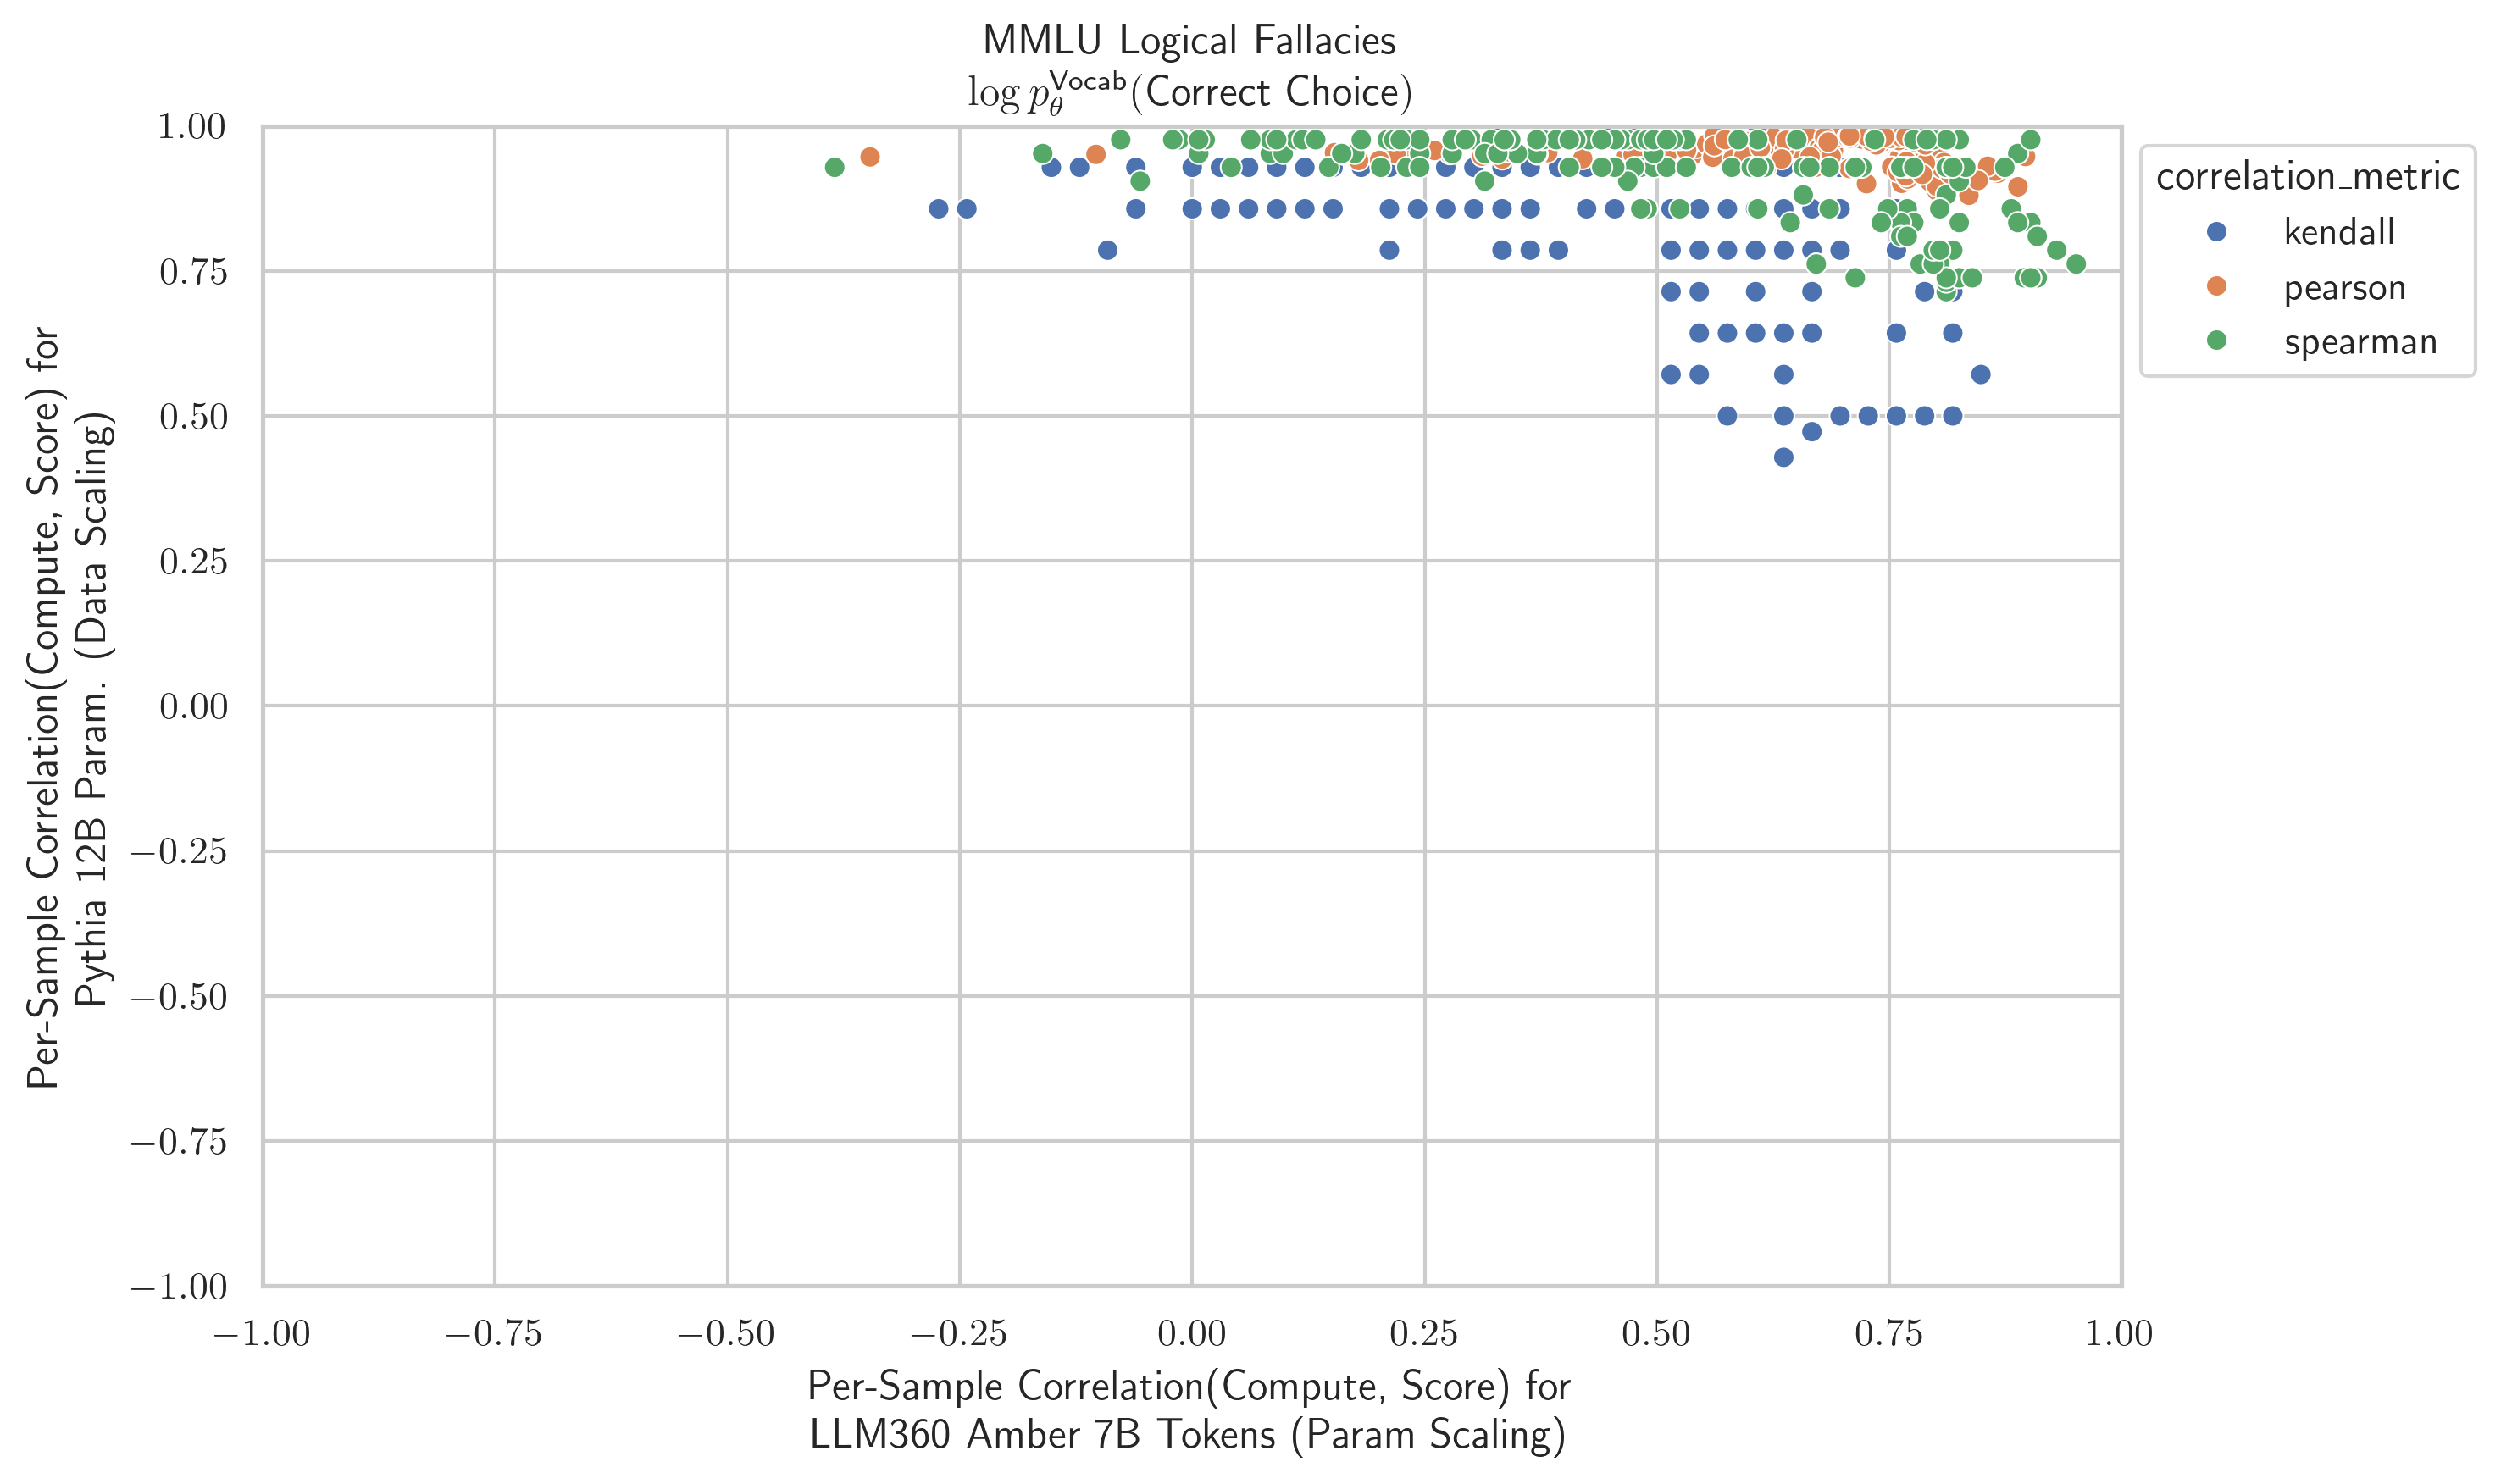 MMLU Logical Fallacies
log p_θ^Vocab(Correct Choice)
1.00
0.75
0.50
0.25
0.00
−0.25
−0.50
−0.75
−1.00
Per-Sample Correlation(Compute, Score) for
Pythia 12B Param. (Data Scaling)
−1.00
−0.75
−0.50
−0.25
0.00
0.25
0.50
0.75
1.00
Per-Sample Correlation(Compute, Score) for
LLM360 Amber 7B Tokens (Param Scaling)
correlation_metric
kendall
pearson
spearman